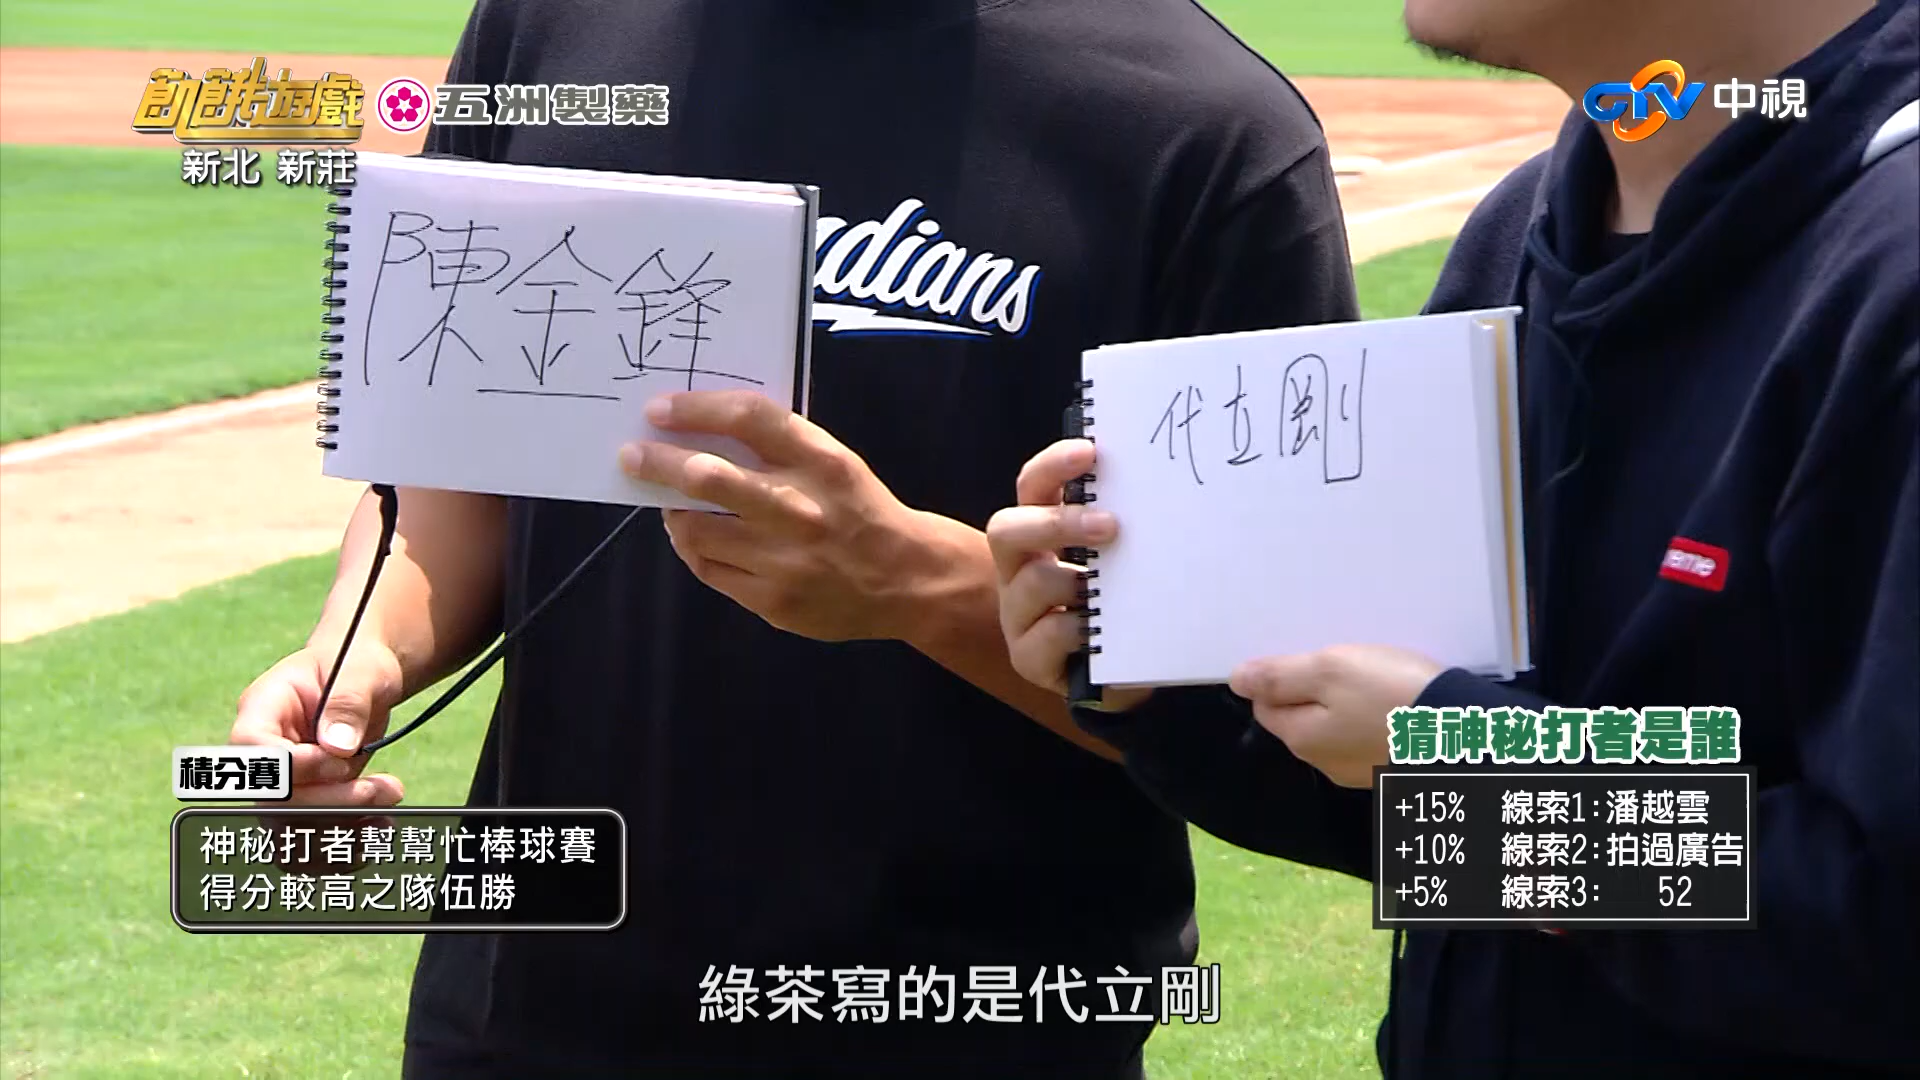 飢餓遊戲 五洲製藥
新北 新莊
CTV 中視
陳金鋒
adians
代立剛
eme
猜神秘打者是誰
+15% 線索1:潘越雲
+10% 線索2:拍過廣告
+5% 線索3: 52
積分賽
神秘打者幫幫忙棒球賽
得分較高之隊伍勝
綠茶寫的是代立剛